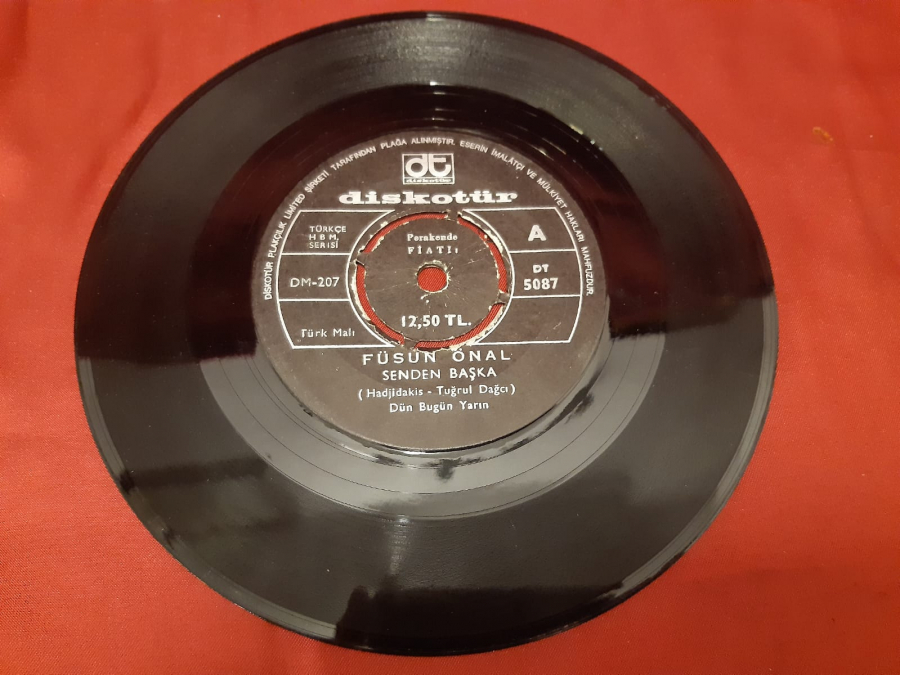 DİSKOTÜR PLAKÇILIK LİMİTED ŞİRKETİ TARAFINDAN PLAĞA ALINMIŞTIR. ESERİN İMALÂTÇI VE MÜLKİYET HAKLARI MAHFUZDUR.
dt
diskotür
diskotür
TÜRKÇE
H B M.
SERİSİ
Perakende
FİATI:
A
DM-207
DT
5087
12,50 TL.
Türk Malı
FÜSUN ÖNAL
SENDEN BAŞKA
(Hadjidakis - Tuğrul Dağcı)
Dün Bugün Yarın